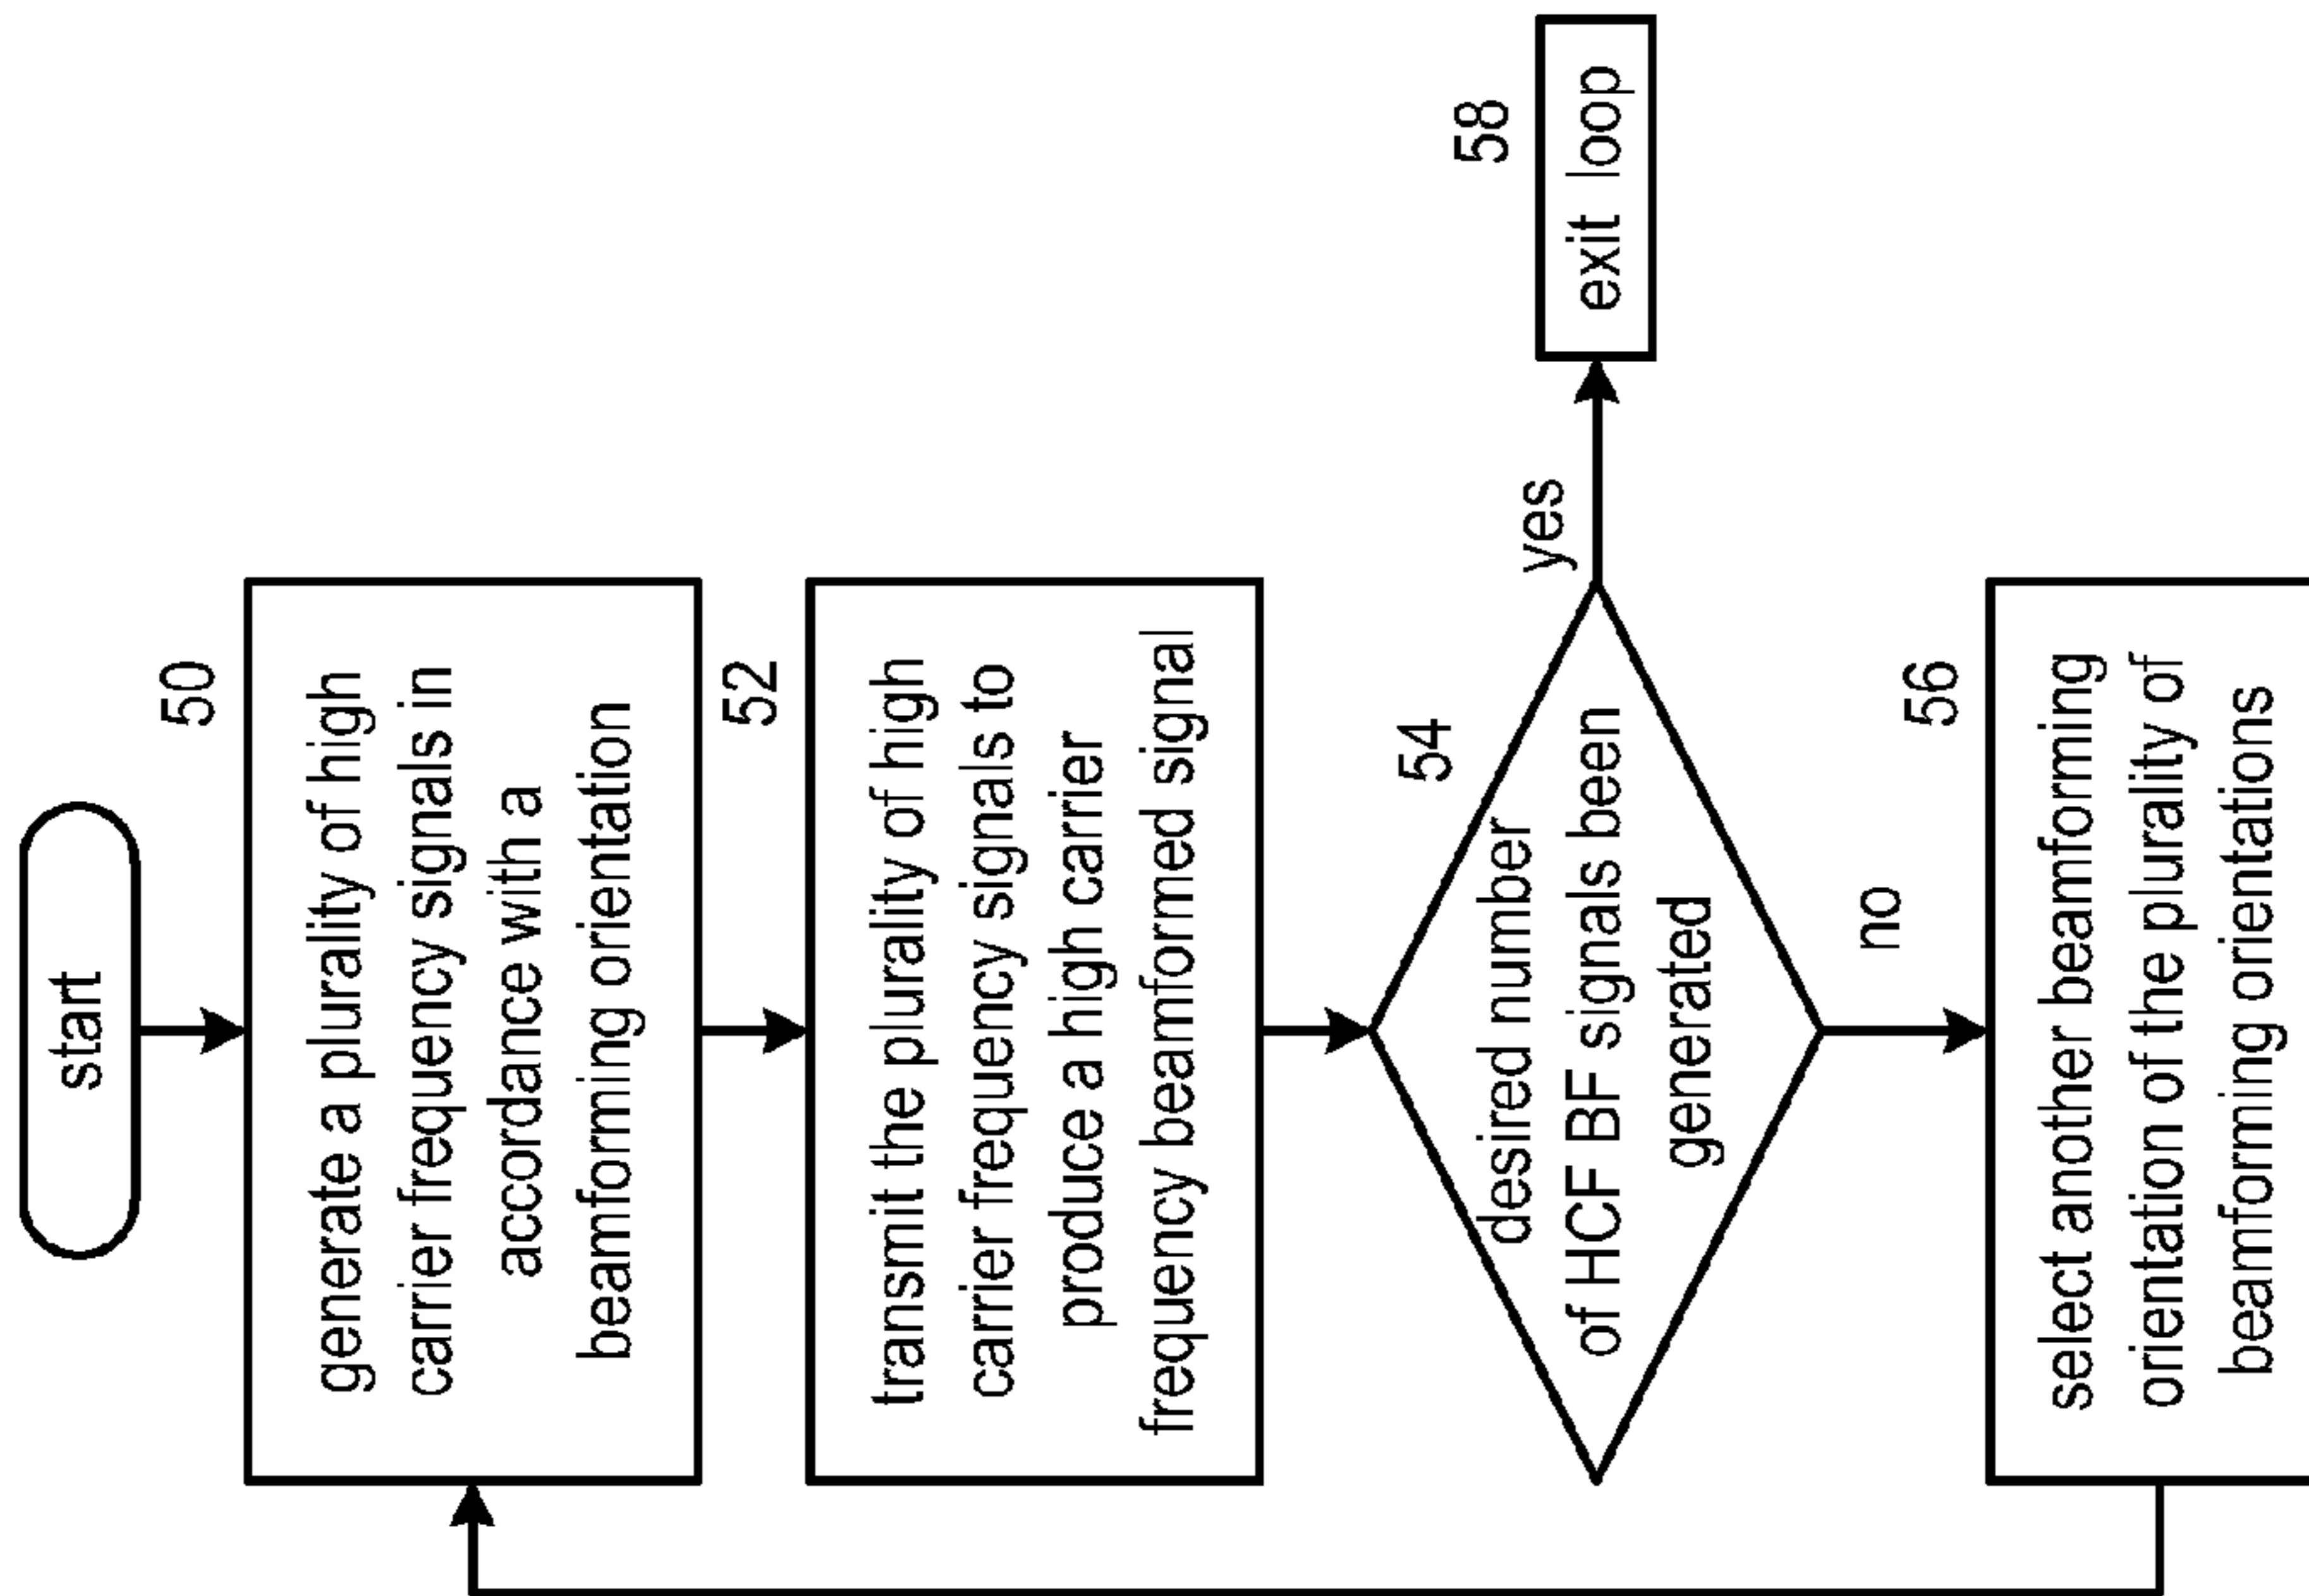 start
50
generate a plurality of high
carrier frequency signals in
accordance with a
beamforming orientation
52
transmit the plurality of high
carrier frequency signals to
produce a high carrier
frequency beamformed signal
54
desired number
of HCF BF signals been
generated
yes
58
exit loop
no
56
select another beamforming
orientation of the plurality of
beamforming orientations